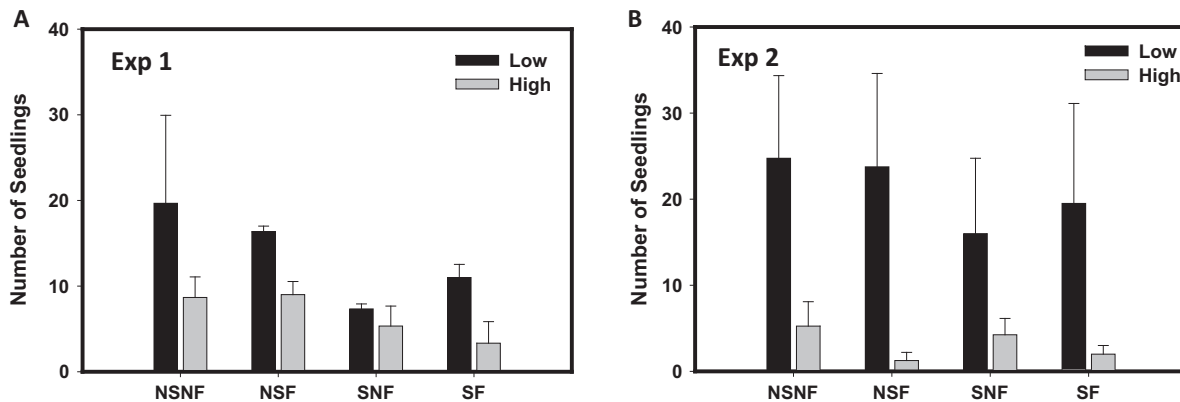 A
Exp 1
Low
High
Number of Seedlings
40
30
20
10
0
NSNF NSF SNF SF
B
Exp 2
Low
High
Number of Seedlings
40
30
20
10
0
NSNF NSF SNF SF